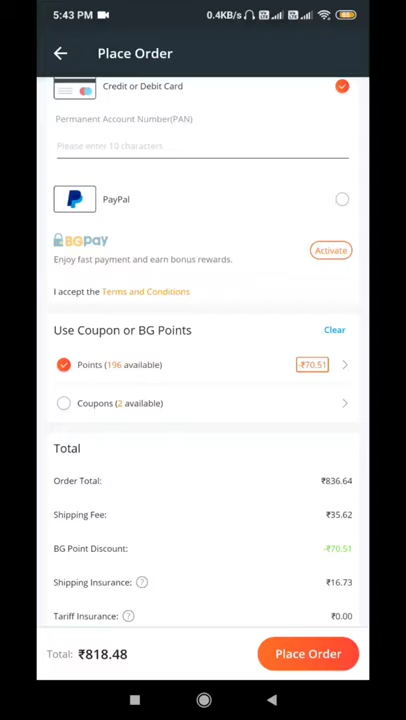 5:43 PM 0.4KB/s
Place Order
Credit or Debit Card
Permanent Account Number(PAN)
Please enter 10 characters
PayPal
BGpay
Activate
Enjoy fast payment and earn bonus rewards.
I accept the Terms and Conditions
Use Coupon or BG Points Clear
Points (196 available) -₹70.51
Coupons (2 available)
Total
Order Total: ₹836.64
Shipping Fee: ₹35.62
BG Point Discount: -₹70.51
Shipping Insurance: ? ₹16.73
Tariff Insurance: ? ₹0.00
Total: ₹818.48 Place Order